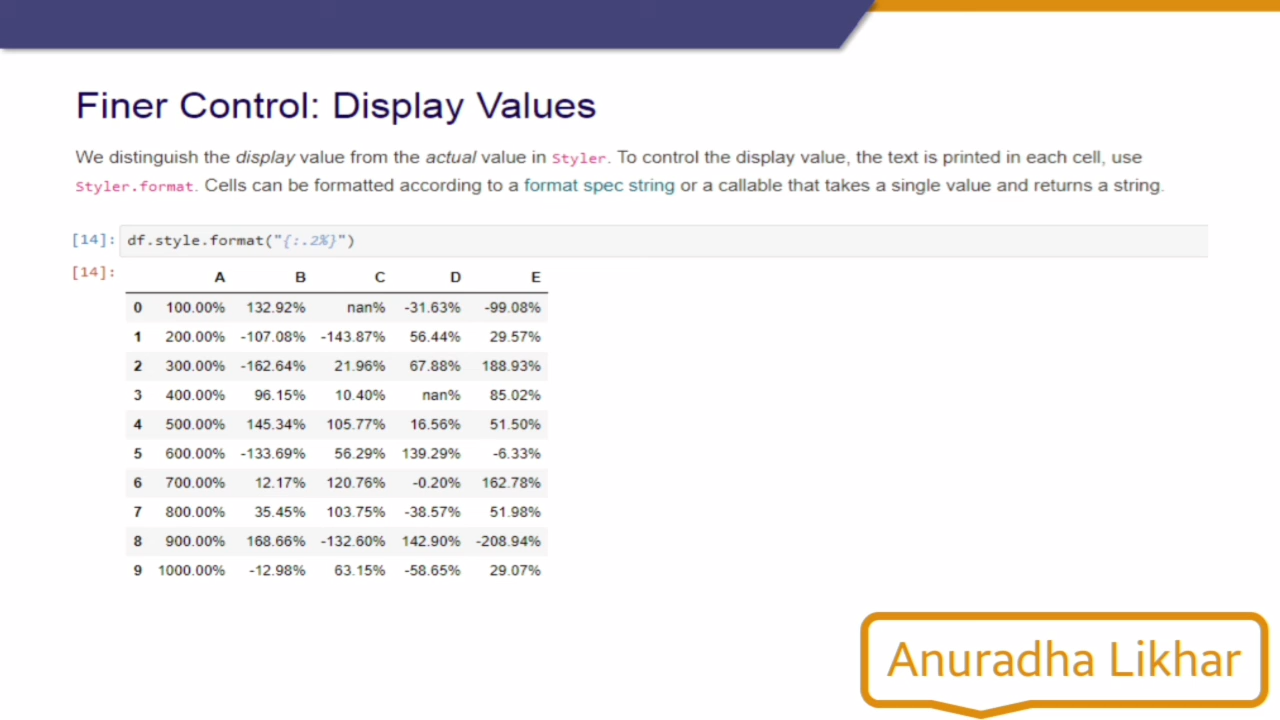 Finer Control: Display Values
We distinguish the display value from the actual value in Styler. To control the display value, the text is printed in each cell, use
Styler.format. Cells can be formatted according to a format spec string or a callable that takes a single value and returns a string.
[14]: df.style.format("{:.2%}")
[14]:
A B C D E
0 100.00% 132.92% nan% -31.63% -99.08%
1 200.00% -107.08% -143.87% 56.44% 29.57%
2 300.00% -162.64% 21.96% 67.88% 188.93%
3 400.00% 96.15% 10.40% nan% 85.02%
4 500.00% 145.34% 105.77% 16.56% 51.50%
5 600.00% -133.69% 56.29% 139.29% -6.33%
6 700.00% 12.17% 120.76% -0.20% 162.78%
7 800.00% 35.45% 103.75% -38.57% 51.98%
8 900.00% 168.66% -132.60% 142.90% -208.94%
9 1000.00% -12.98% 63.15% -58.65% 29.07%
Anuradha Likhar